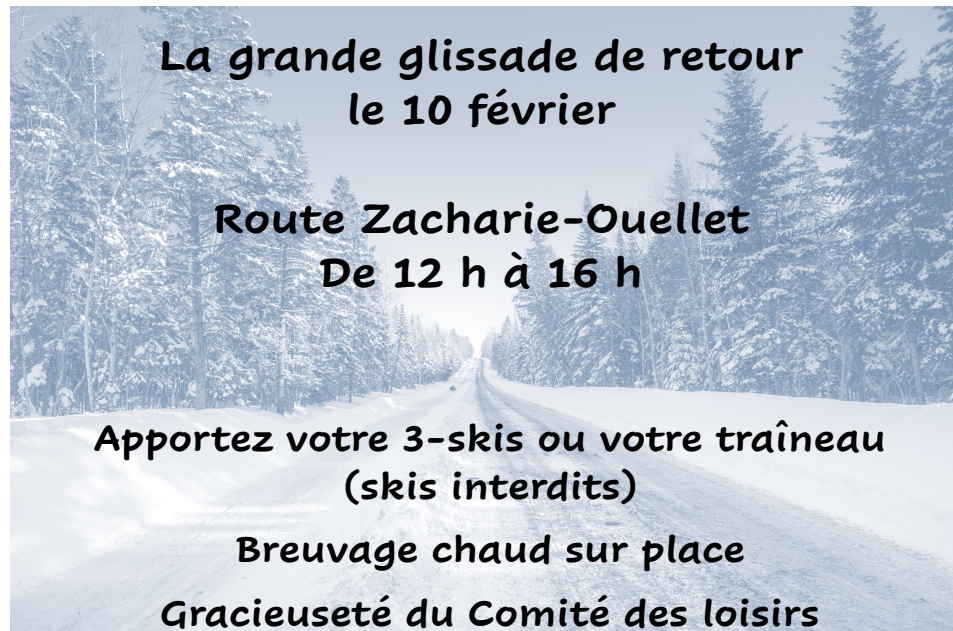 La grande glissade de retour
le 10 février
Route Zacharie-Ouellet
De 12 h à 16 h
Apportez votre 3-skis ou votre traîneau
(skis interdits)
Breuvage chaud sur place
Gracieuseté du Comité des loisirs